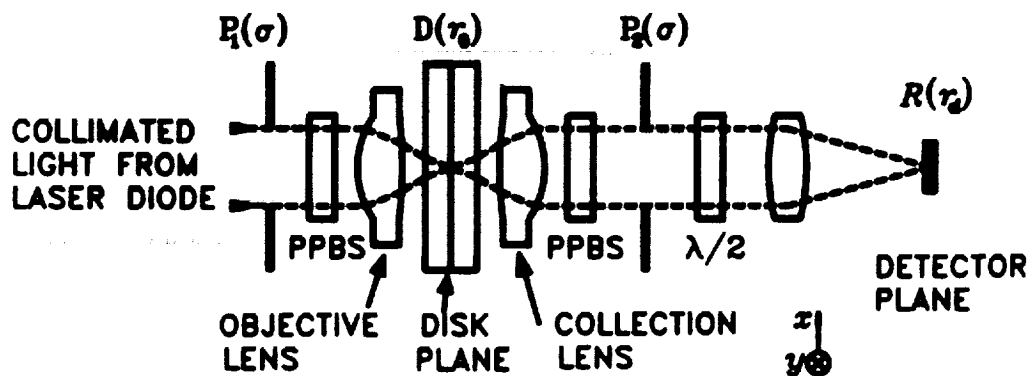 P₁(σ)
D(r₀)
P₂(σ)
R(r_d)
COLLIMATED
LIGHT FROM
LASER DIODE
PPBS
PPBS
λ/2
DETECTOR
PLANE
OBJECTIVE
LENS
DISK
PLANE
COLLECTION
LENS
x
y